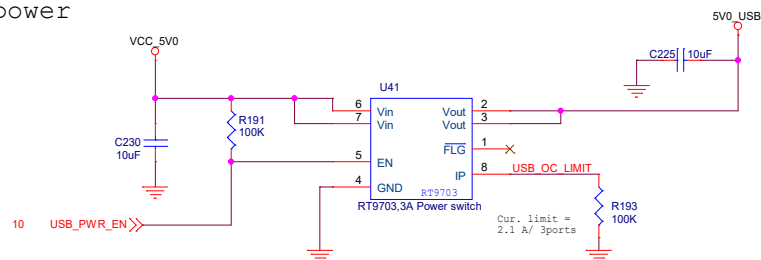 power
5V0_USB
VCC_5V0
C225 10uF
U41
R191
100K
6 Vin Vout 2
7 Vin Vout 3
C230
10uF
FLG 1
5 EN
IP 8 USB_OC_LIMIT
4 GND
RT9703
RT9703,3A Power switch
R193
100K
Cur. limit =
2.1 A/ 3ports
10 USB_PWR_EN